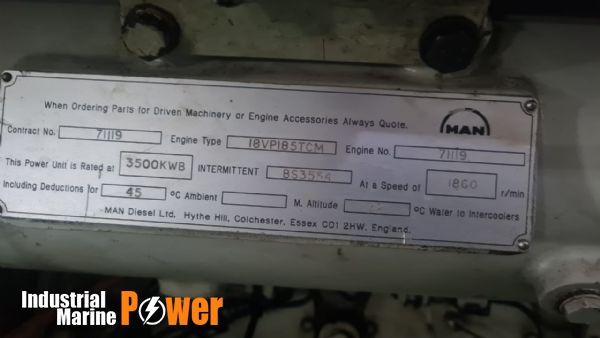 When Ordering Parts for Driven Machinery or Engine Accessories Always Quote.
MAN
Contract No. 71119 Engine Type 18VP185TCM Engine No. 71119
This Power Unit is Rated at 3500KWB INTERMITTENT BS3554 At a Speed of 1860 r/min
Including Deductions for 45 °C Ambient M. Altitude °C Water to Intercoolers
MAN Diesel Ltd. Hythe Hill, Colchester, Essex CO1 2HW, England.
Industrial
Marine Power